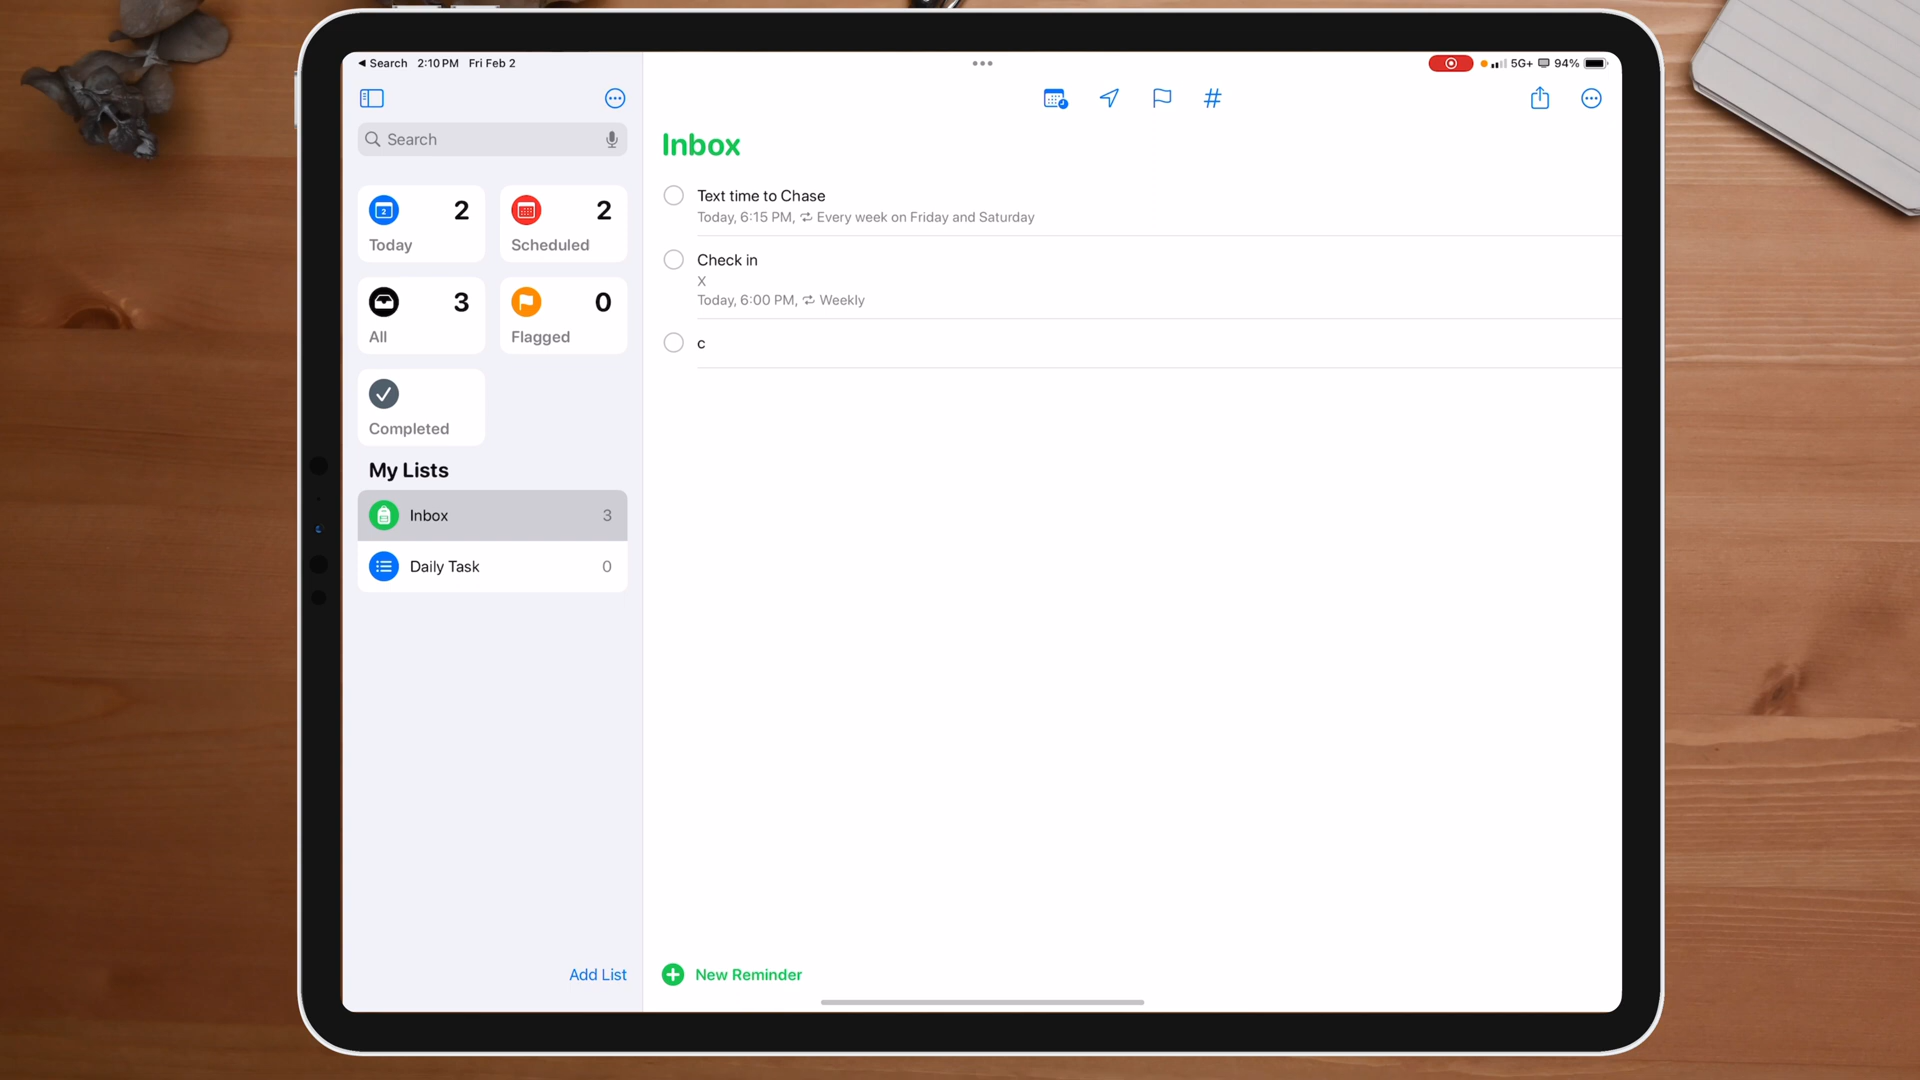 Search 2:10 PM Fri Feb 2
5G+ 94%
Search
2
2
Today
2
Scheduled
3
All
0
Flagged
Completed
My Lists
Inbox 3
Daily Task 0
Add List
Inbox
Text time to Chase
Today, 6:15 PM, Every week on Friday and Saturday
Check in
X
Today, 6:00 PM, Weekly
c
New Reminder